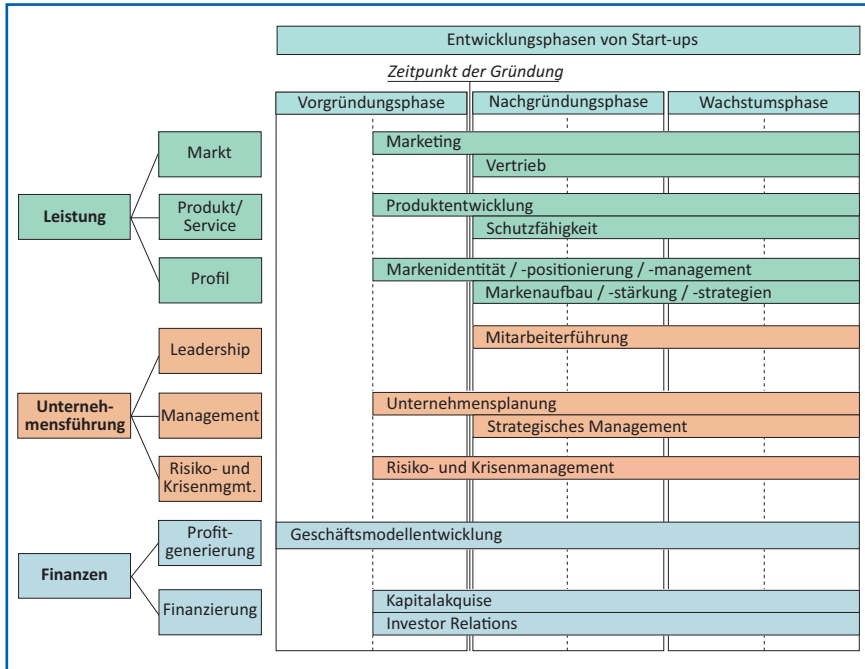 Entwicklungsphasen von Start-ups
Zeitpunkt der Gründung
Vorgründungsphase
Nachgründungsphase
Wachstumsphase
Leistung
Markt
Marketing
Vertrieb
Produkt/
Service
Produktentwicklung
Schutzfähigkeit
Profil
Markenidentität / -positionierung / -management
Markenaufbau / -stärkung / -strategien
Unterneh-
mensführung
Leadership
Mitarbeiterführung
Management
Unternehmensplanung
Strategisches Management
Risiko- und
Krisenmgmt.
Risiko- und Krisenmanagement
Finanzen
Profit-
generierung
Geschäftsmodellentwicklung
Finanzierung
Kapitalakquise
Investor Relations